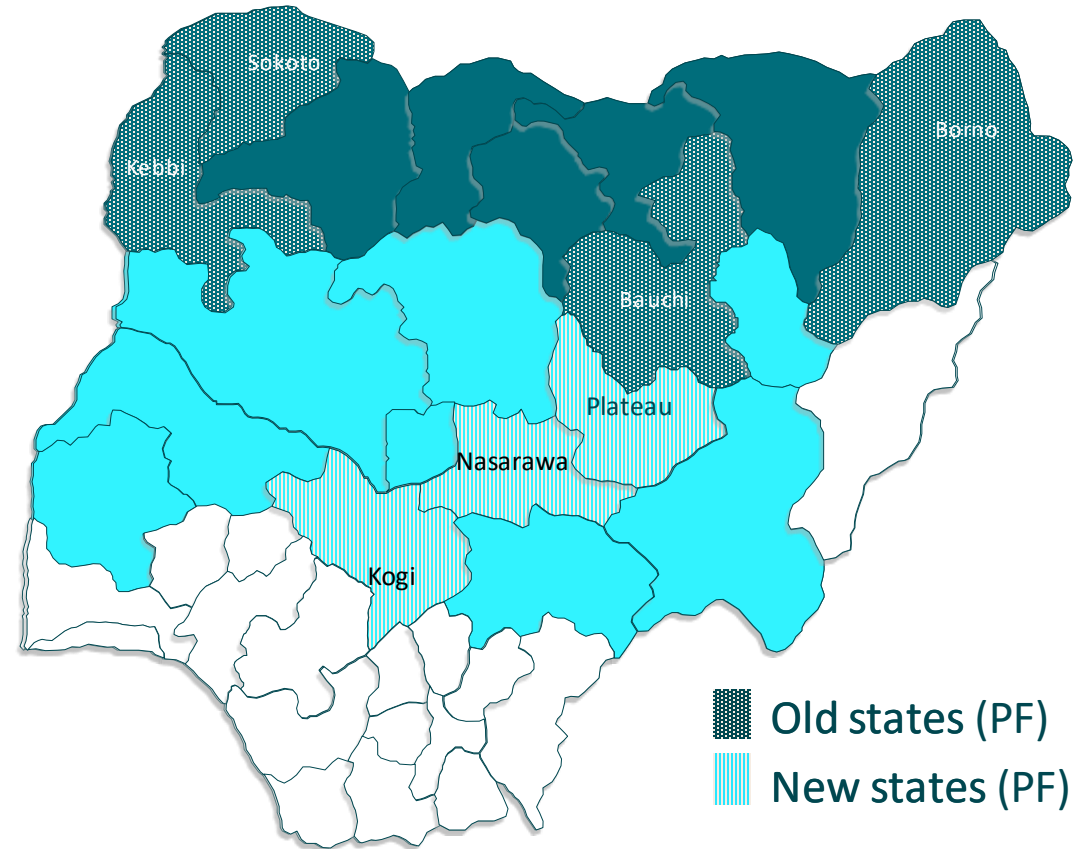 Sokoto
Borno
Kebbi
Bauchi
Plateau
Nasarawa
Kogi
Old states (PF)
New states (PF)